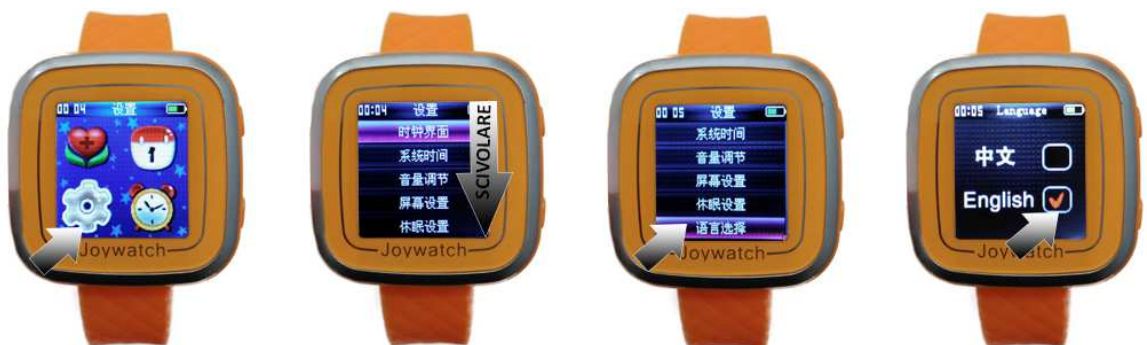 00 04 设置
1
Joywatch
00:04 设置
时钟界面
系统时间
音量调节
屏幕设置
休眠设置
SCIVOLARE
Joywatch
00 05 设置
系统时间
音量调节
屏幕设置
休眠设置
语言选择
Joywatch
00:05 Language
中文
English
Joywatch